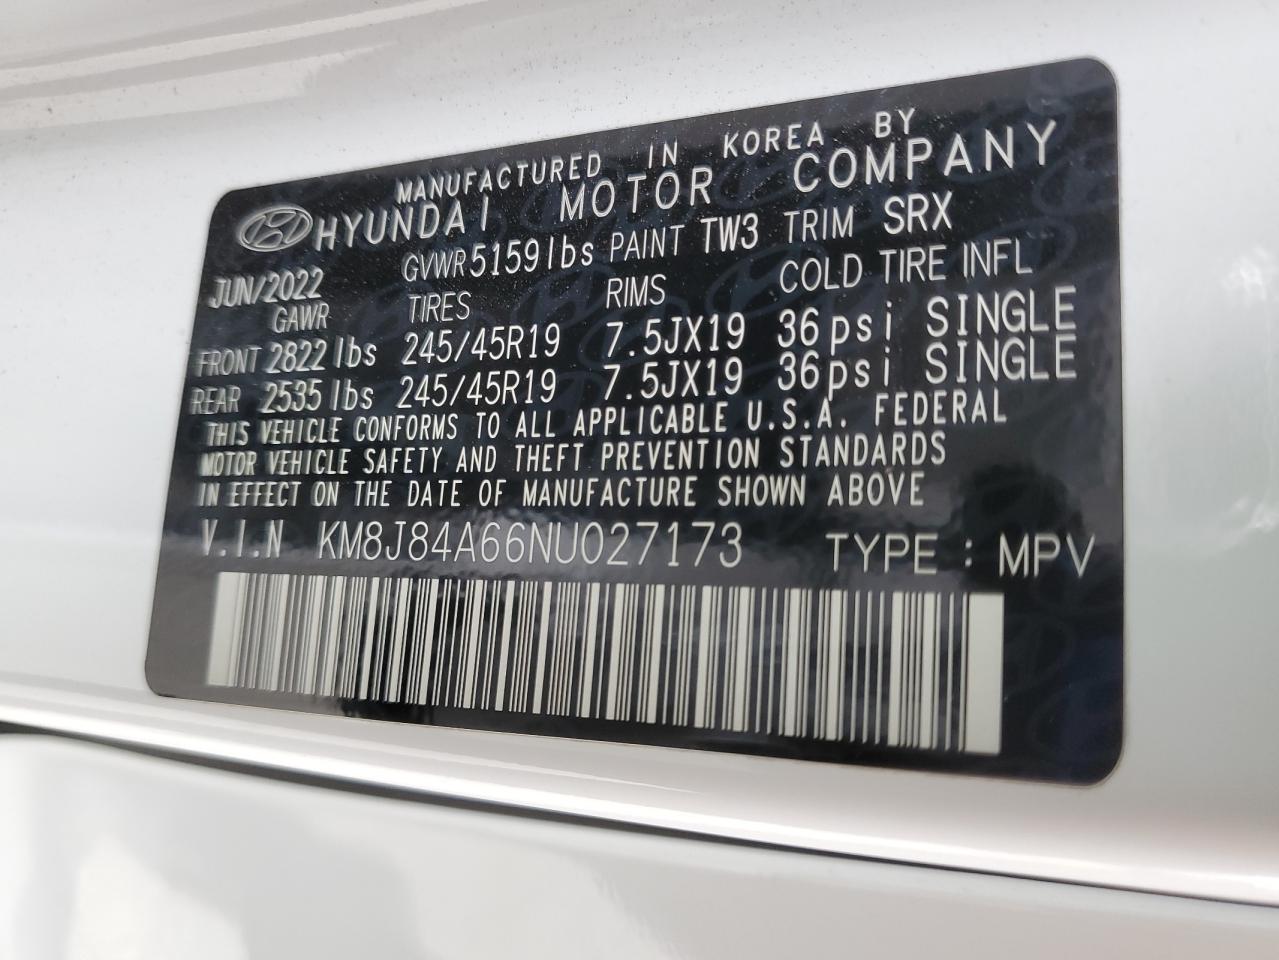 MANUFACTURED IN KOREA BY
HYUNDAI MOTOR COMPANY
JUN/2022 GVWR 5159lbs PAINT TW3 TRIM SRX
GAWR TIRES RIMS COLD TIRE INFL
FRONT 2822lbs 245/45R19 7.5JX19 36psi SINGLE
REAR 2535lbs 245/45R19 7.5JX19 36psi SINGLE
THIS VEHICLE CONFORMS TO ALL APPLICABLE U.S.A. FEDERAL
MOTOR VEHICLE SAFETY AND THEFT PREVENTION STANDARDS
IN EFFECT ON THE DATE OF MANUFACTURE SHOWN ABOVE
V.I.N KM8J84A66NU027173 TYPE : MPV